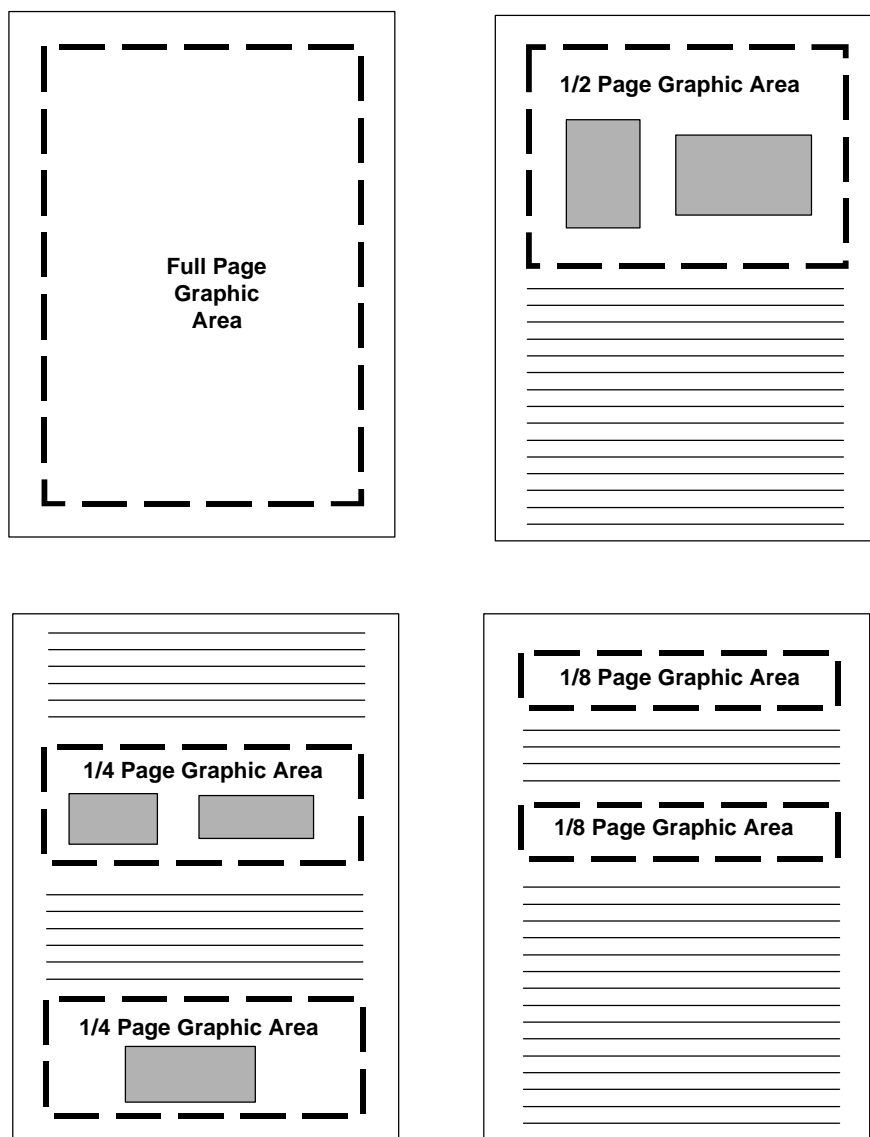 Full Page
Graphic
Area
1/2 Page Graphic Area
1/4 Page Graphic Area
1/4 Page Graphic Area
1/8 Page Graphic Area
1/8 Page Graphic Area